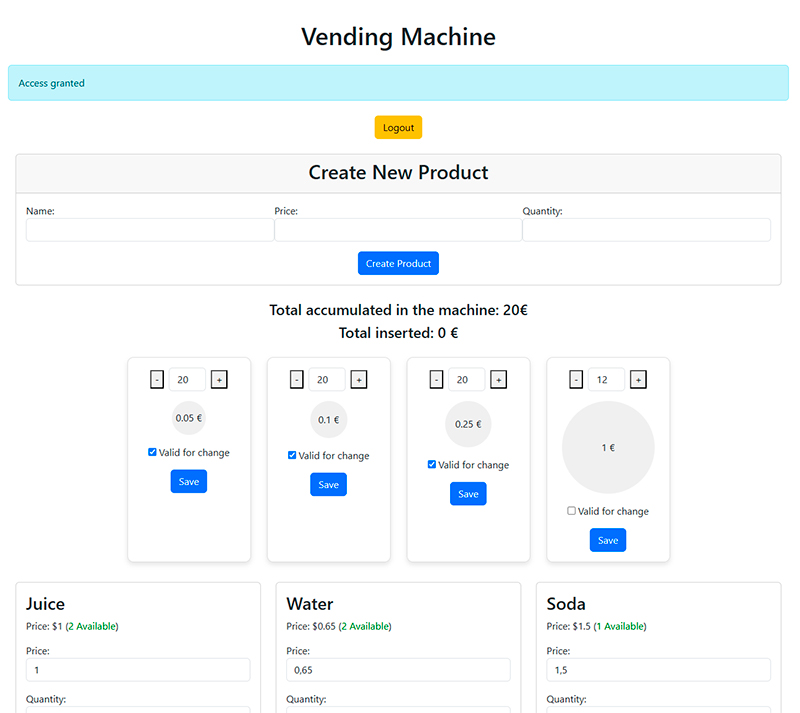 Vending Machine
Access granted
Logout
Create New Product
Name: Price: Quantity:
Create Product
Total accumulated in the machine: 20€
Total inserted: 0 €
- 20 + - 20 + - 20 + - 12 +
0.05 € 0.1 € 0.25 € 1 €
Valid for change Valid for change Valid for change Valid for change
Save Save Save Save
Juice Water Soda
Price: $1 (2 Available) Price: $0.65 (2 Available) Price: $1.5 (1 Available)
Price: Price: Price:
1 0,65 1,5
Quantity: Quantity: Quantity: